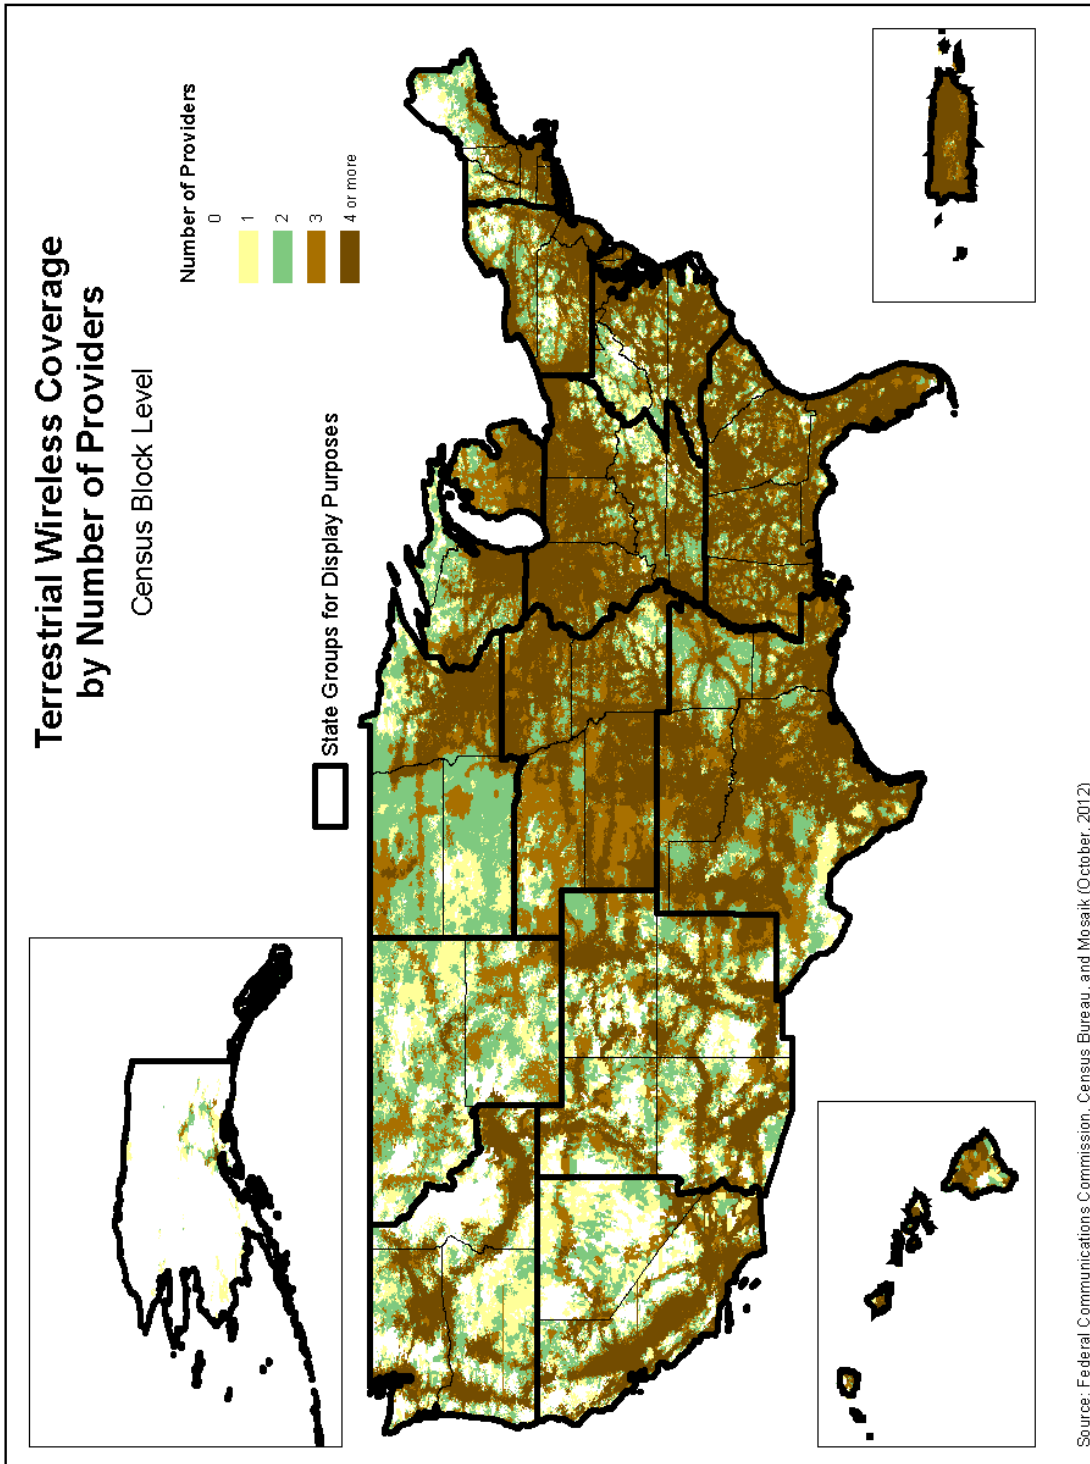 Terrestrial Wireless Coverage
by Number of Providers
Census Block Level
Number of Providers
0
1
2
3
4 or more
State Groups for Display Purposes
Source: Federal Communications Commission, Census Bureau, and Mosaik (October, 2012)